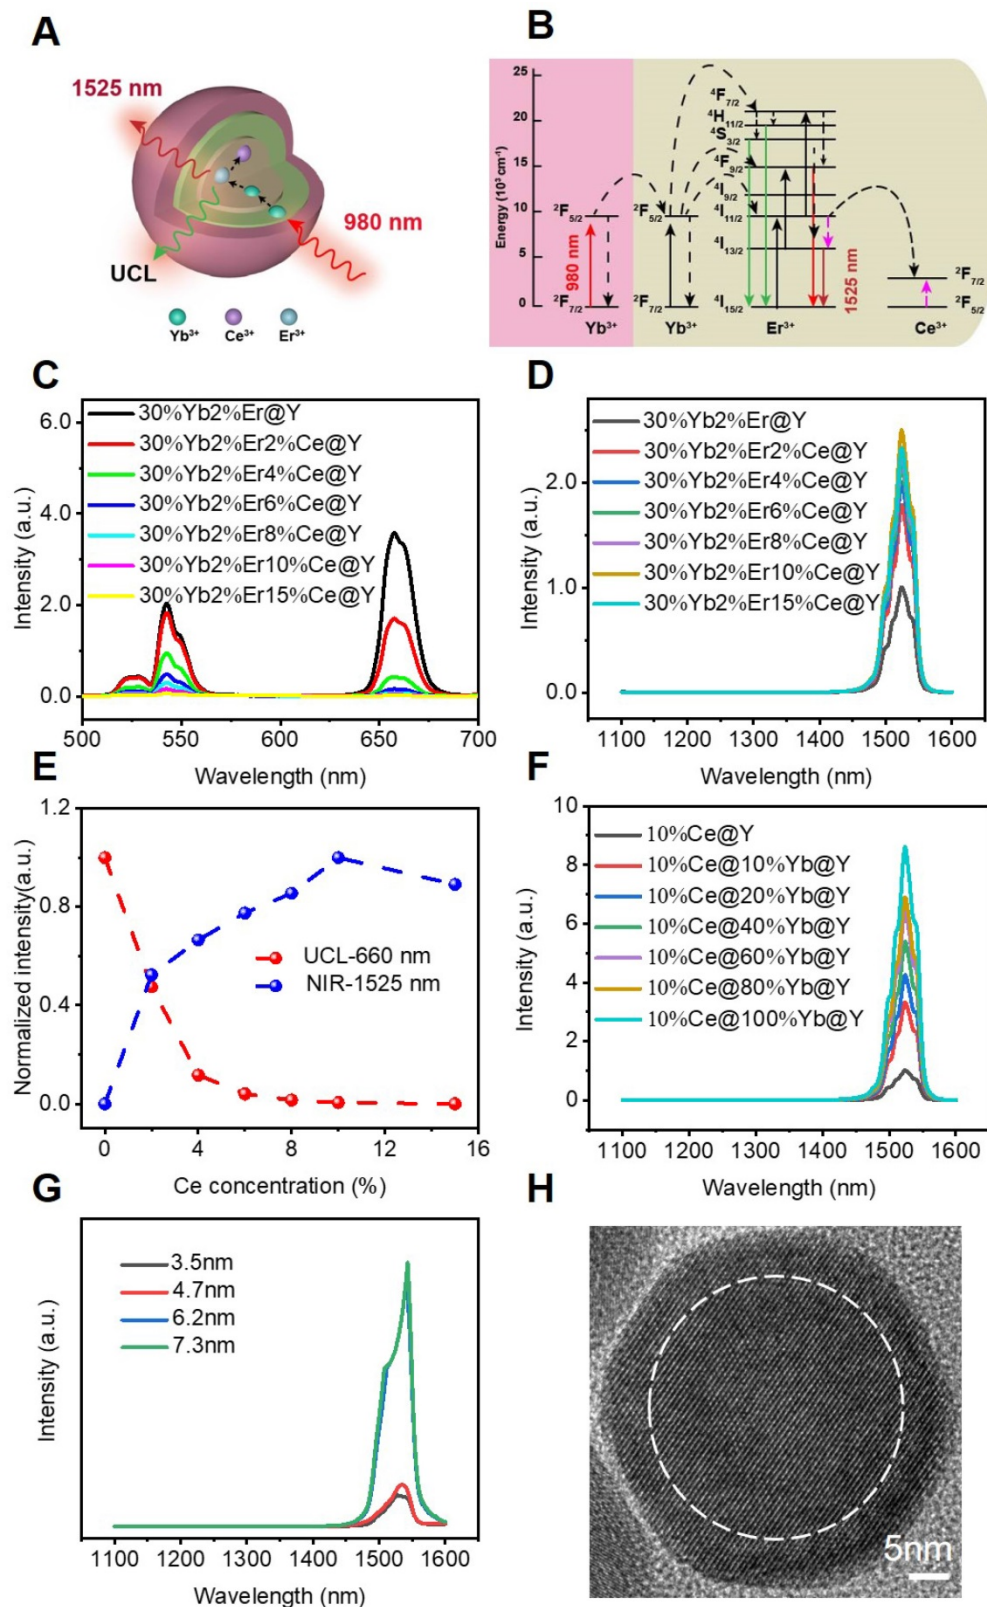 A
1525 nm
980 nm
UCL
Yb³⁺ Ce³⁺ Er³⁺
B
Energy (10³ cm⁻¹)
25
20
15
10
5
0
²F₅/₂
²F₇/₂
980 nm
Yb³⁺
²F₅/₂
²F₇/₂
Yb³⁺
⁴F₇/₂
⁴H₁₁/₂
⁴S₃/₂
⁴F₉/₂
⁴I₉/₂
⁴I₁₁/₂
⁴I₁₃/₂
⁴I₁₅/₂
1525 nm
Er³⁺
²F₇/₂
²F₅/₂
Ce³⁺
C
Intensity (a.u.)
6.0
4.0
2.0
0.0
30%Yb2%Er@Y
30%Yb2%Er2%Ce@Y
30%Yb2%Er4%Ce@Y
30%Yb2%Er6%Ce@Y
30%Yb2%Er8%Ce@Y
30%Yb2%Er10%Ce@Y
30%Yb2%Er15%Ce@Y
500 550 600 650 700
Wavelength (nm)
D
Intensity (a.u.)
2.0
1.0
0.0
30%Yb2%Er@Y
30%Yb2%Er2%Ce@Y
30%Yb2%Er4%Ce@Y
30%Yb2%Er6%Ce@Y
30%Yb2%Er8%Ce@Y
30%Yb2%Er10%Ce@Y
30%Yb2%Er15%Ce@Y
1100 1200 1300 1400 1500 1600
Wavelength (nm)
E
Normalized intensity(a.u.)
1.2
0.8
0.4
0.0
UCL-660 nm
NIR-1525 nm
0 4 8 12 16
Ce concentration (%)
F
Intensity (a.u.)
10
8
6
4
2
0
10%Ce@Y
10%Ce@10%Yb@Y
10%Ce@20%Yb@Y
10%Ce@40%Yb@Y
10%Ce@60%Yb@Y
10%Ce@80%Yb@Y
10%Ce@100%Yb@Y
1100 1200 1300 1400 1500 1600
Wavelength (nm)
G
Intensity (a.u.)
3.5nm
4.7nm
6.2nm
7.3nm
1100 1200 1300 1400 1500 1600
Wavelength (nm)
H
5nm